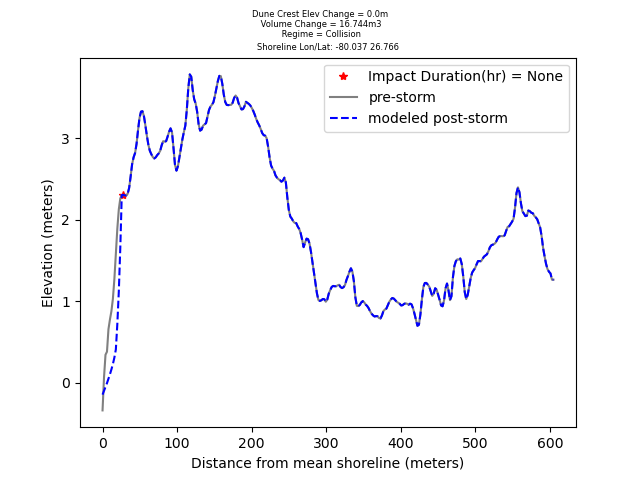 Dune Crest Elev Change = 0.0m
Volume Change = 16.744m3
Regime = Collision
Shoreline Lon/Lat: -80.037 26.766
Impact Duration(hr) = None
pre-storm
modeled post-storm
3
2
1
0
Elevation (meters)
0 100 200 300 400 500 600
Distance from mean shoreline (meters)